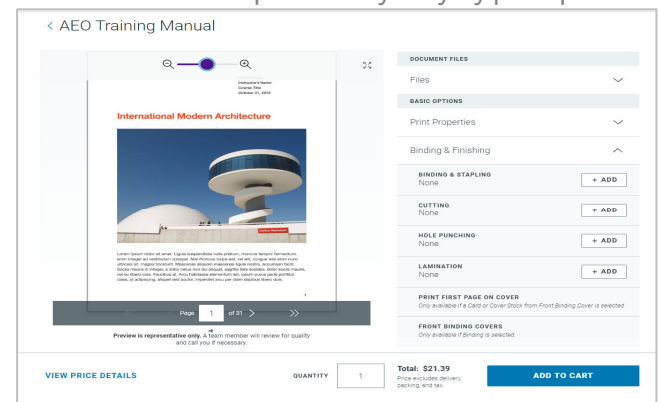 < AEO Training Manual
Instructor's Name
Course Title
October 21, 2016
International Modern Architecture
Page 1 of 31 >
Preview is representative only. A team member will review for quality
and call you if necessary.
DOCUMENT FILES
Files
BASIC OPTIONS
Print Properties
Binding & Finishing
BINDING & STAPLING
None
+ ADD
CUTTING
None
+ ADD
HOLE PUNCHING
None
+ ADD
LAMINATION
None
+ ADD
PRINT FIRST PAGE ON COVER
Only available if a Card or Cover Stock from Front Binding Cover is selected
FRONT BINDING COVERS
Only available if Binding is selected.
VIEW PRICE DETAILS
QUANTITY 1
Total: $21.39
Price excludes delivery,
packing, and tax
ADD TO CART